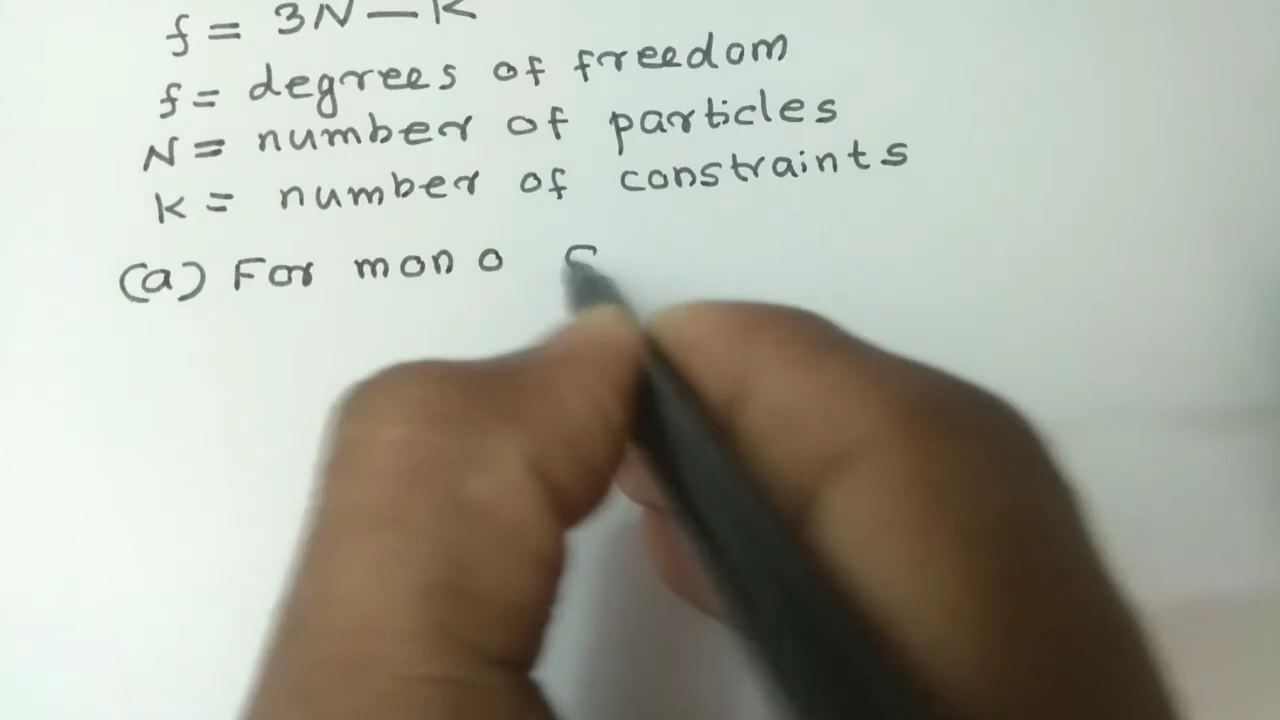 f = 3N - K
f = degrees of freedom
N = number of particles
K = number of constraints
(a) For mono